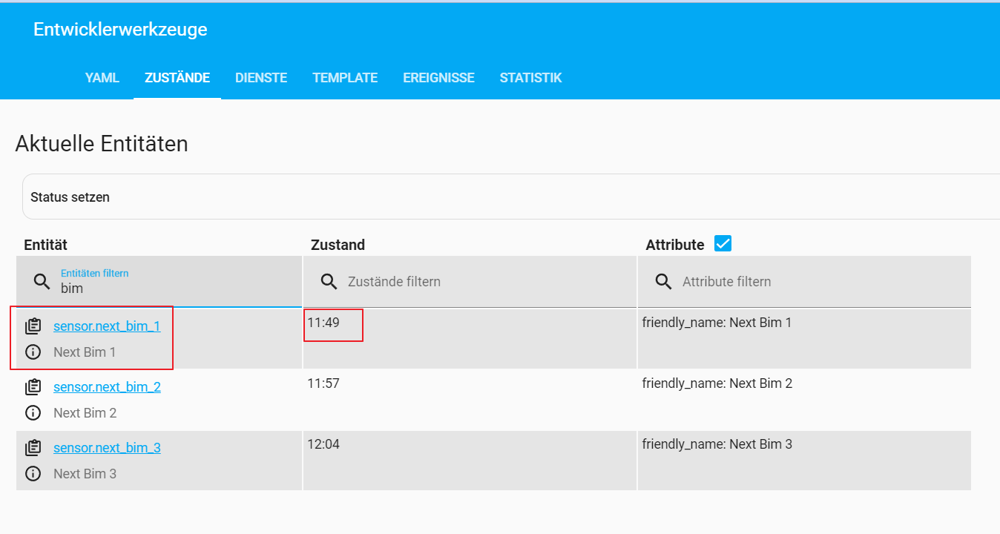 Entwicklerwerkzeuge
YAML ZUSTÄNDE DIENSTE TEMPLATE EREIGNISSE STATISTIK
Aktuelle Entitäten
Status setzen
Entität Zustand Attribute
Entitäten filtern
bim Zustände filtern Attribute filtern
sensor.next_bim_1 11:49 friendly_name: Next Bim 1
Next Bim 1
sensor.next_bim_2 11:57 friendly_name: Next Bim 2
Next Bim 2
sensor.next_bim_3 12:04 friendly_name: Next Bim 3
Next Bim 3